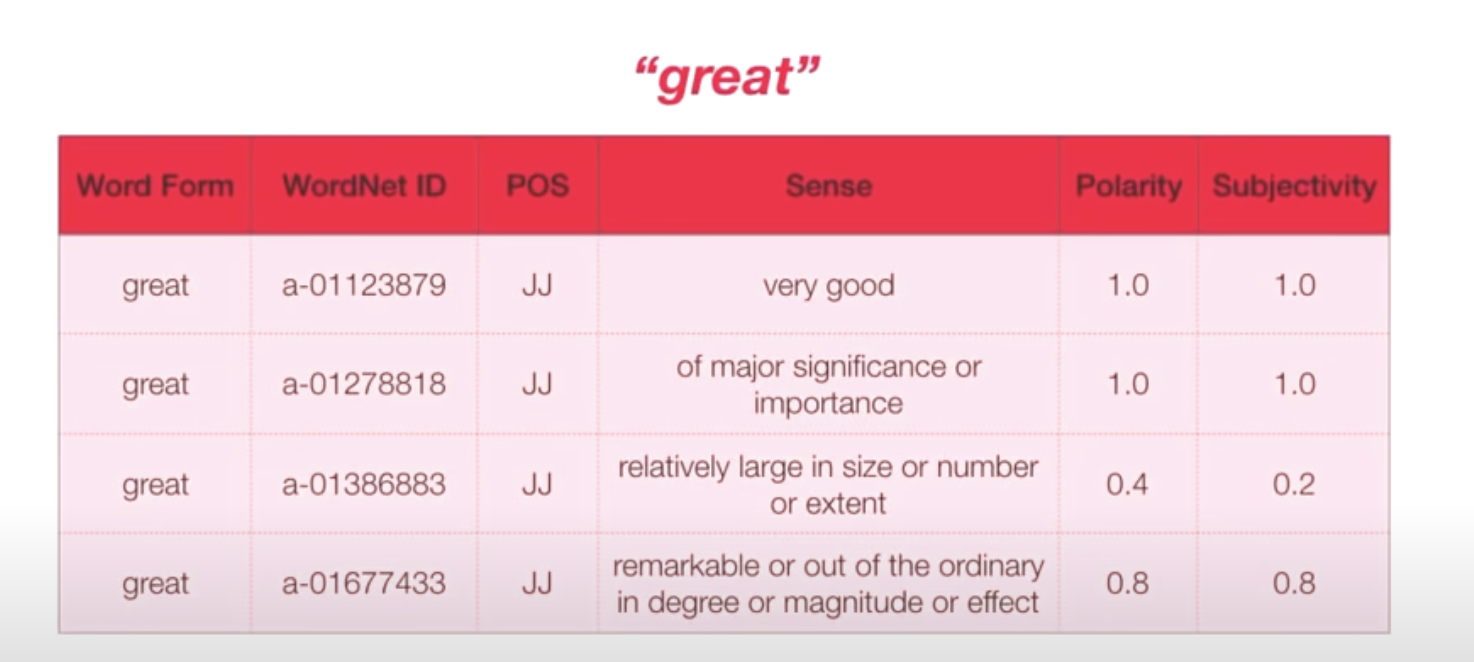 “great”
Word Form WordNet ID POS Sense Polarity Subjectivity
great a-01123879 JJ very good 1.0 1.0
great a-01278818 JJ of major significance or
importance 1.0 1.0
great a-01386883 JJ relatively large in size or number
or extent 0.4 0.2
great a-01677433 JJ remarkable or out of the ordinary
in degree or magnitude or effect 0.8 0.8